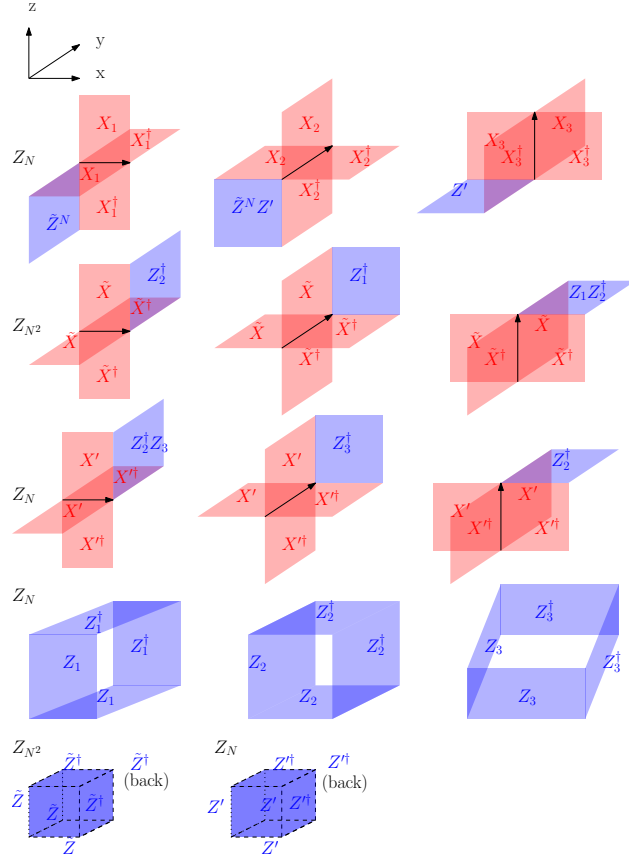 z
y
x
Z_N
X_1
X_1^†
X_1
X_1^†
Z̃^N
X_2
X_2
X_2^†
X_2^†
Z̃^N Z'
X_3
X_3
X_3^†
X_3^†
Z'
Z_{N^2}
X̃
Z_2^†
X̃^†
X̃
X̃^†
X̃
Z_1^†
X̃
X̃^†
X̃^†
Z_1 Z_2^†
X̃
X̃
X̃^†
X̃^†
Z_N
X'
Z_2^† Z_3
X'^†
X'
X'^†
X'
Z_3^†
X'
X'^†
X'^†
Z_2^†
X'
X'
X'^†
X'^†
Z_N
Z_1^†
Z_1^†
Z_1
Z_1
Z_2^†
Z_2^†
Z_2
Z_2
Z_3^†
Z_3
Z_3^†
Z_3
Z_{N^2}
Z̃^†
Z̃^†
(back)
Z̃
Z̃
Z̃^†
Z
Z_N
Z'^†
Z'^†
(back)
Z'
Z'
Z'^†
Z'